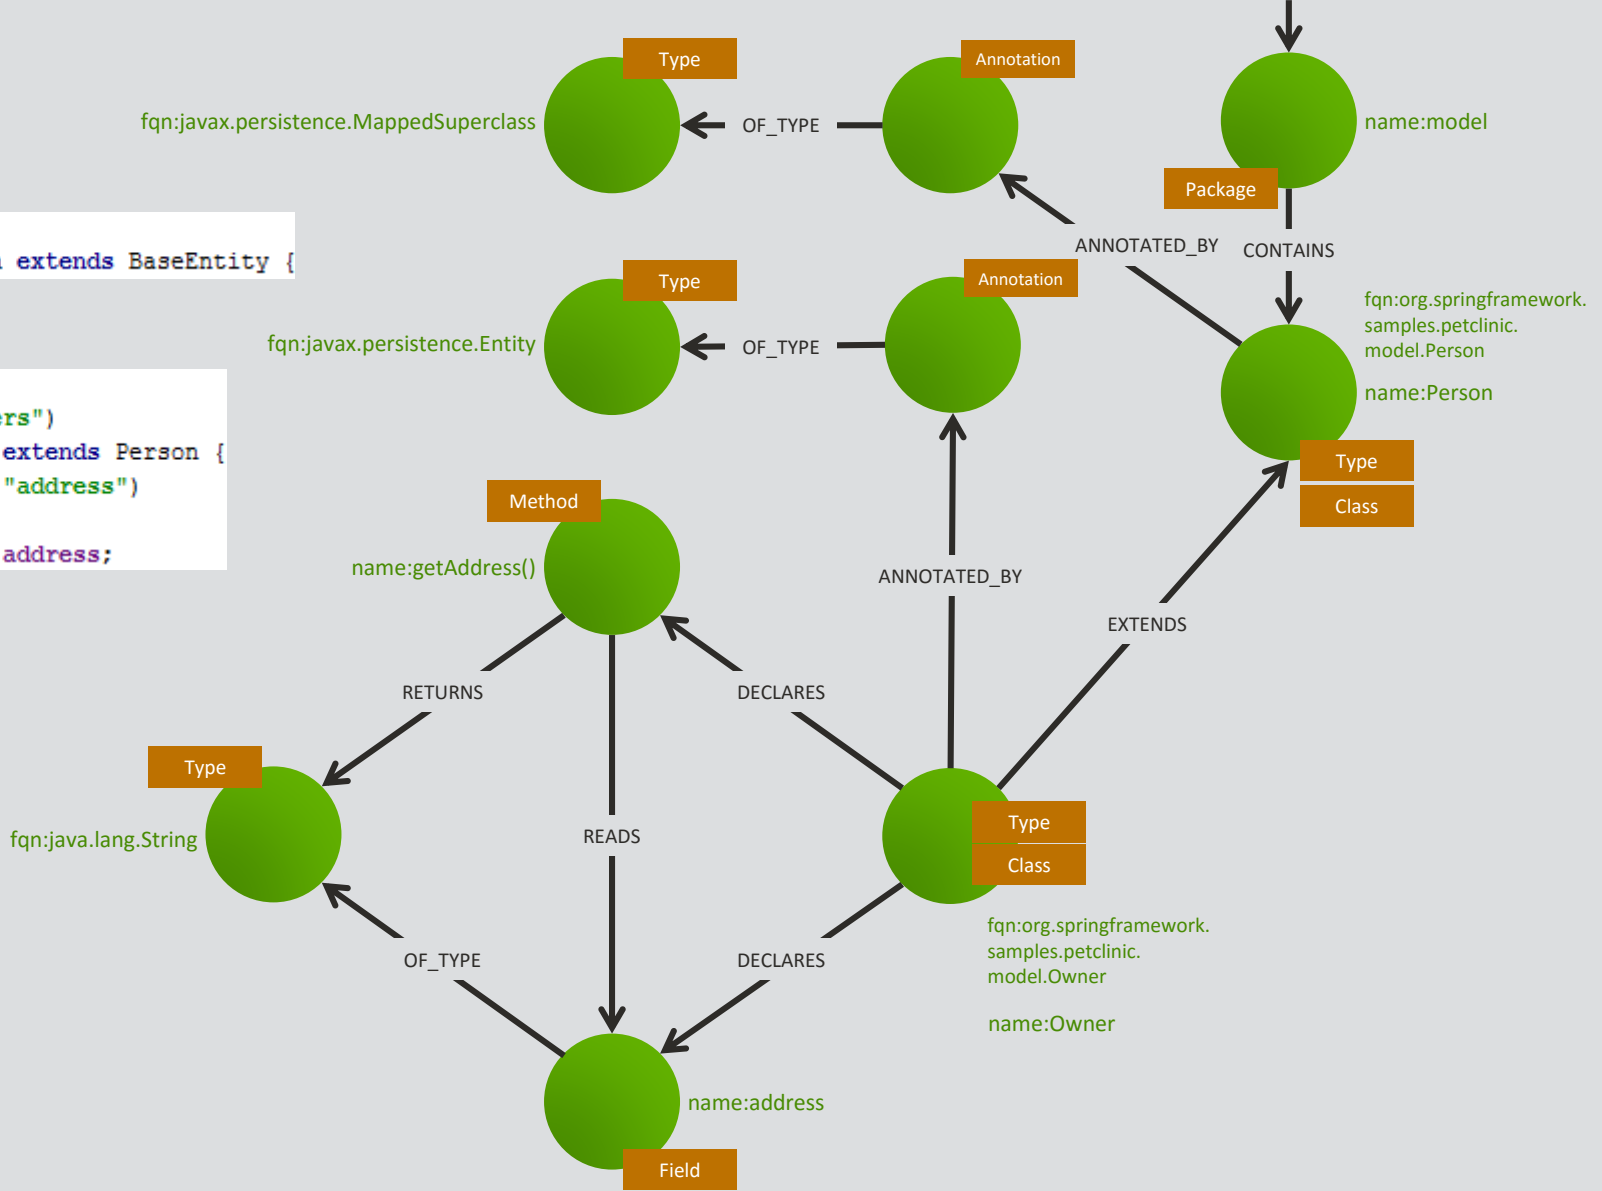 Type
Annotation
fqn:javax.persistence.MappedSuperclass
OF_TYPE
name:model
Package
extends BaseEntity {
ANNOTATED_BY
CONTAINS
Type
Annotation
fqn:org.springframework.
samples.petclinic.
model.Person
fqn:javax.persistence.Entity
OF_TYPE
name:Person
rs")
extends Person {
"address")
address;
Type
Class
Method
name:getAddress()
ANNOTATED_BY
EXTENDS
RETURNS
DECLARES
Type
fqn:java.lang.String
READS
Type
Class
fqn:org.springframework.
samples.petclinic.
model.Owner
OF_TYPE
DECLARES
name:Owner
name:address
Field